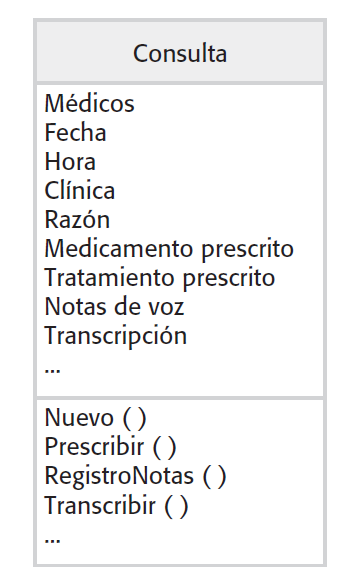 Consulta
Médicos
Fecha
Hora
Clínica
Razón
Medicamento prescrito
Tratamiento prescrito
Notas de voz
Transcripción
...
Nuevo ( )
Prescribir ( )
RegistroNotas ( )
Transcribir ( )
...